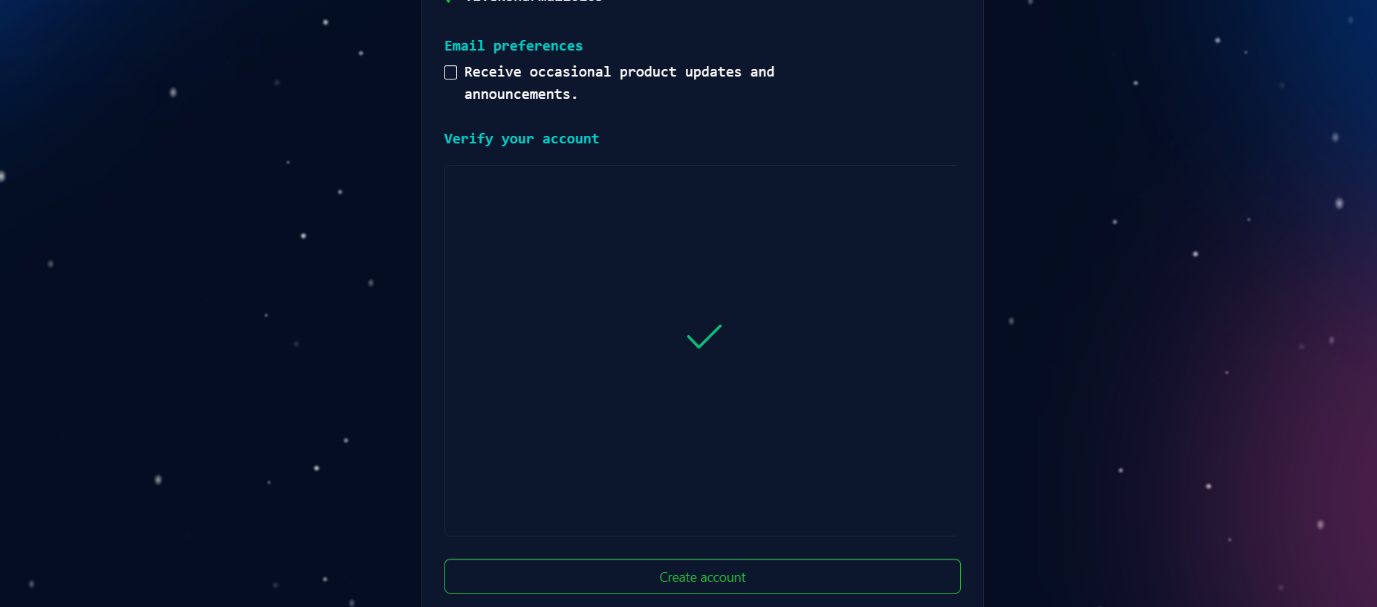 Email preferences
Receive occasional product updates and
announcements.
Verify your account
Create account